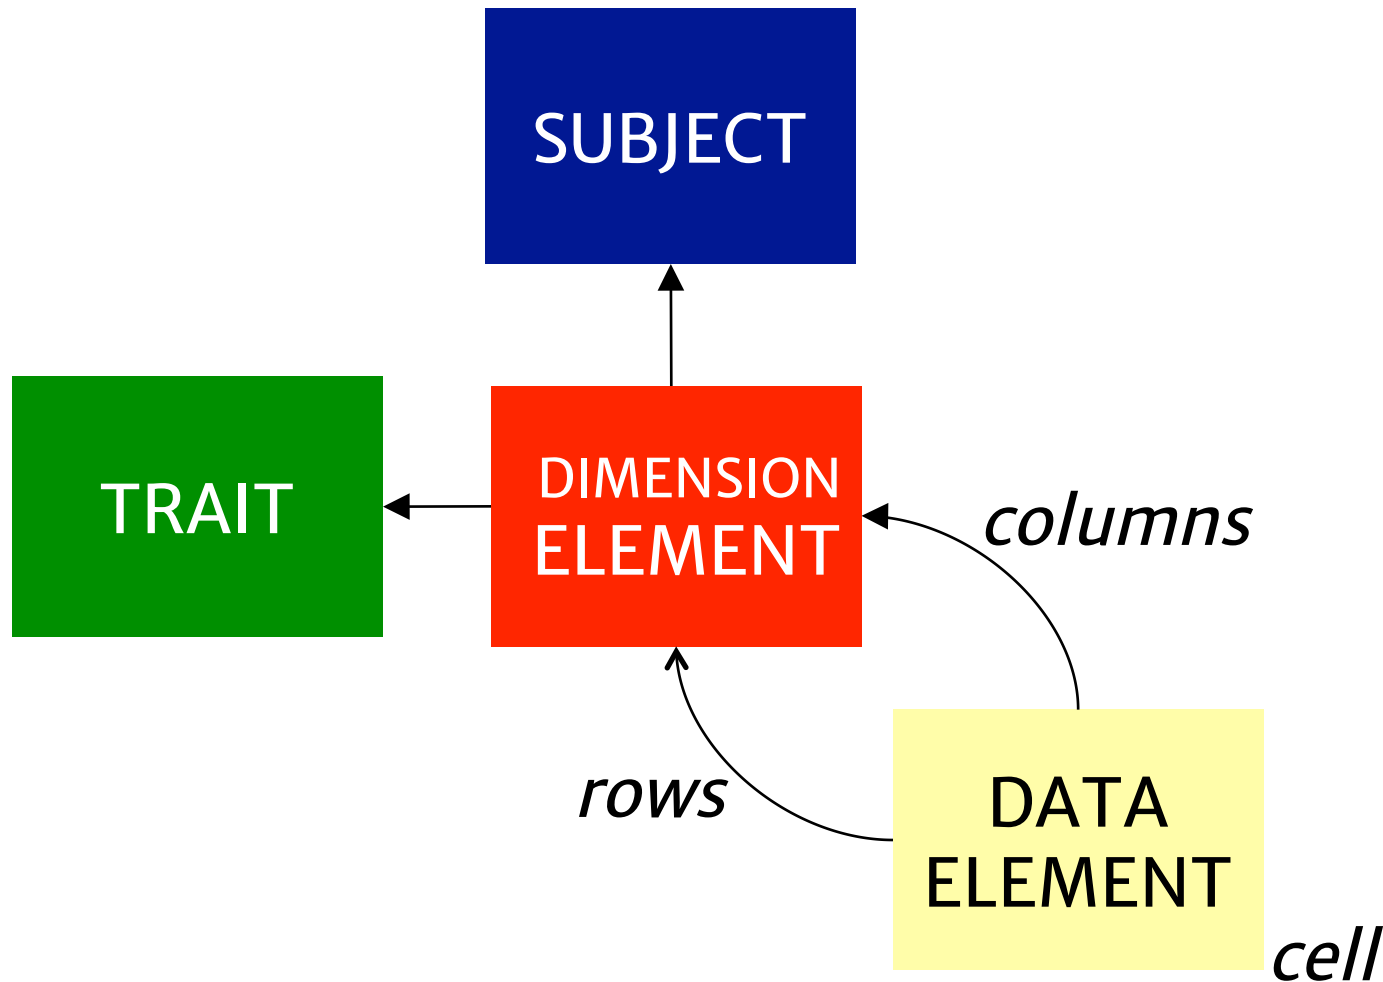 SUBJECT
TRAIT
DIMENSION
ELEMENT
columns
rows
DATA
ELEMENT
cell